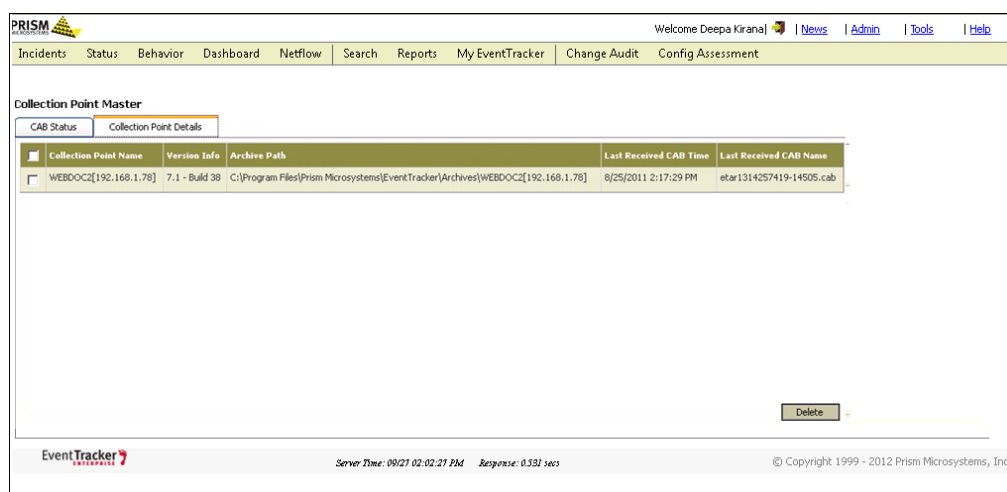 PRISM
MICROSYSTEMS
Welcome Deepa Kirana| | News | Admin | Tools | Help
Incidents Status Behavior Dashboard Netflow Search Reports My EventTracker Change Audit Config Assessment
Collection Point Master
CAB Status Collection Point Details
Collection Point Name Version Info Archive Path Last Received CAB Time Last Received CAB Name
WEBDOC2[192.168.1.78] 7.1 - Build 38 C:\Program Files\Prism Microsystems\EventTracker\Archives\WEBDOC2[192.168.1.78] 8/25/2011 2:17:29 PM etar1314257419-14505.cab
Delete
EventTracker
ENTERPRISE
Server Time: 09/27 02:02:27 PM Response: 0.531 secs
© Copyright 1999 - 2012 Prism Microsystems, Inc